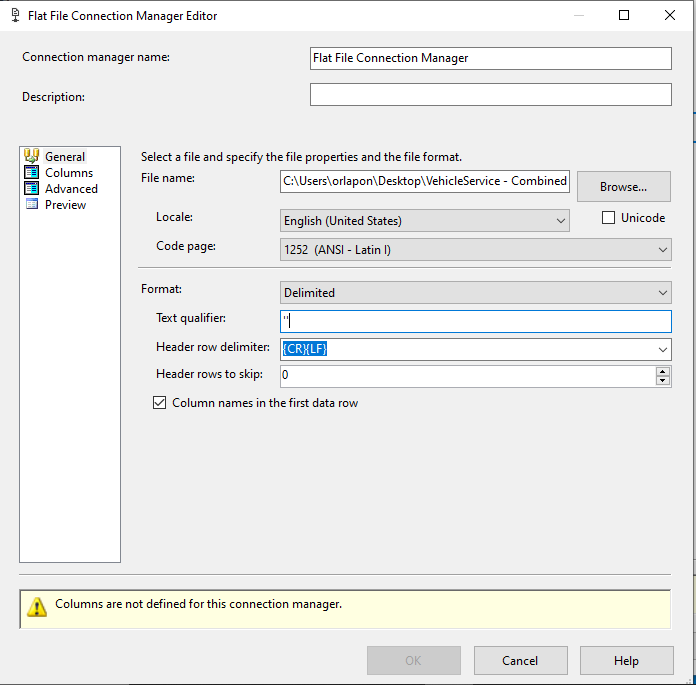 Flat File Connection Manager Editor
Connection manager name: Flat File Connection Manager
Description:
General
Columns
Advanced
Preview
Select a file and specify the file properties and the file format.
File name: C:\Users\orlapon\Desktop\VehicleService - Combined Browse...
Locale: English (United States) Unicode
Code page: 1252 (ANSI - Latin I)
Format: Delimited
Text qualifier: "
Header row delimiter: {CR}{LF}
Header rows to skip: 0
Column names in the first data row
Columns are not defined for this connection manager.
OK Cancel Help